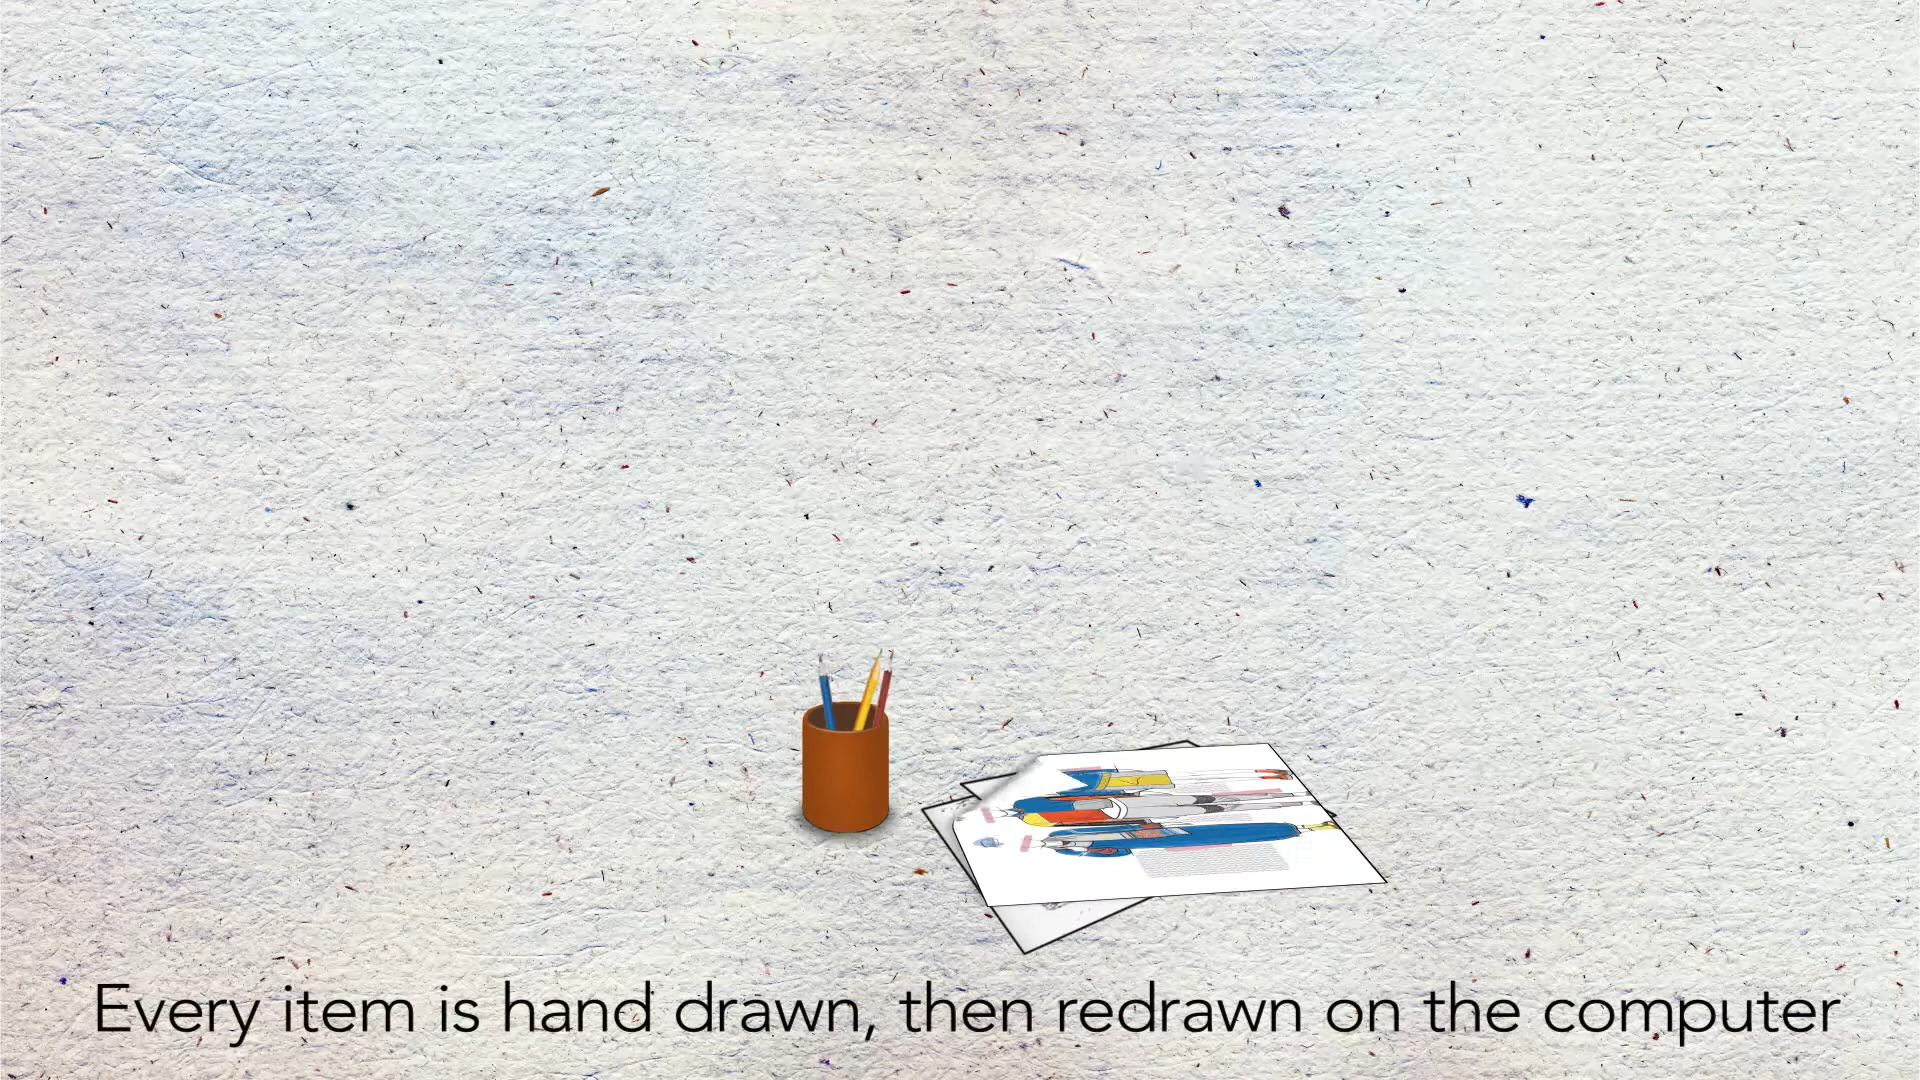 Every item is hand drawn, then redrawn on the computer